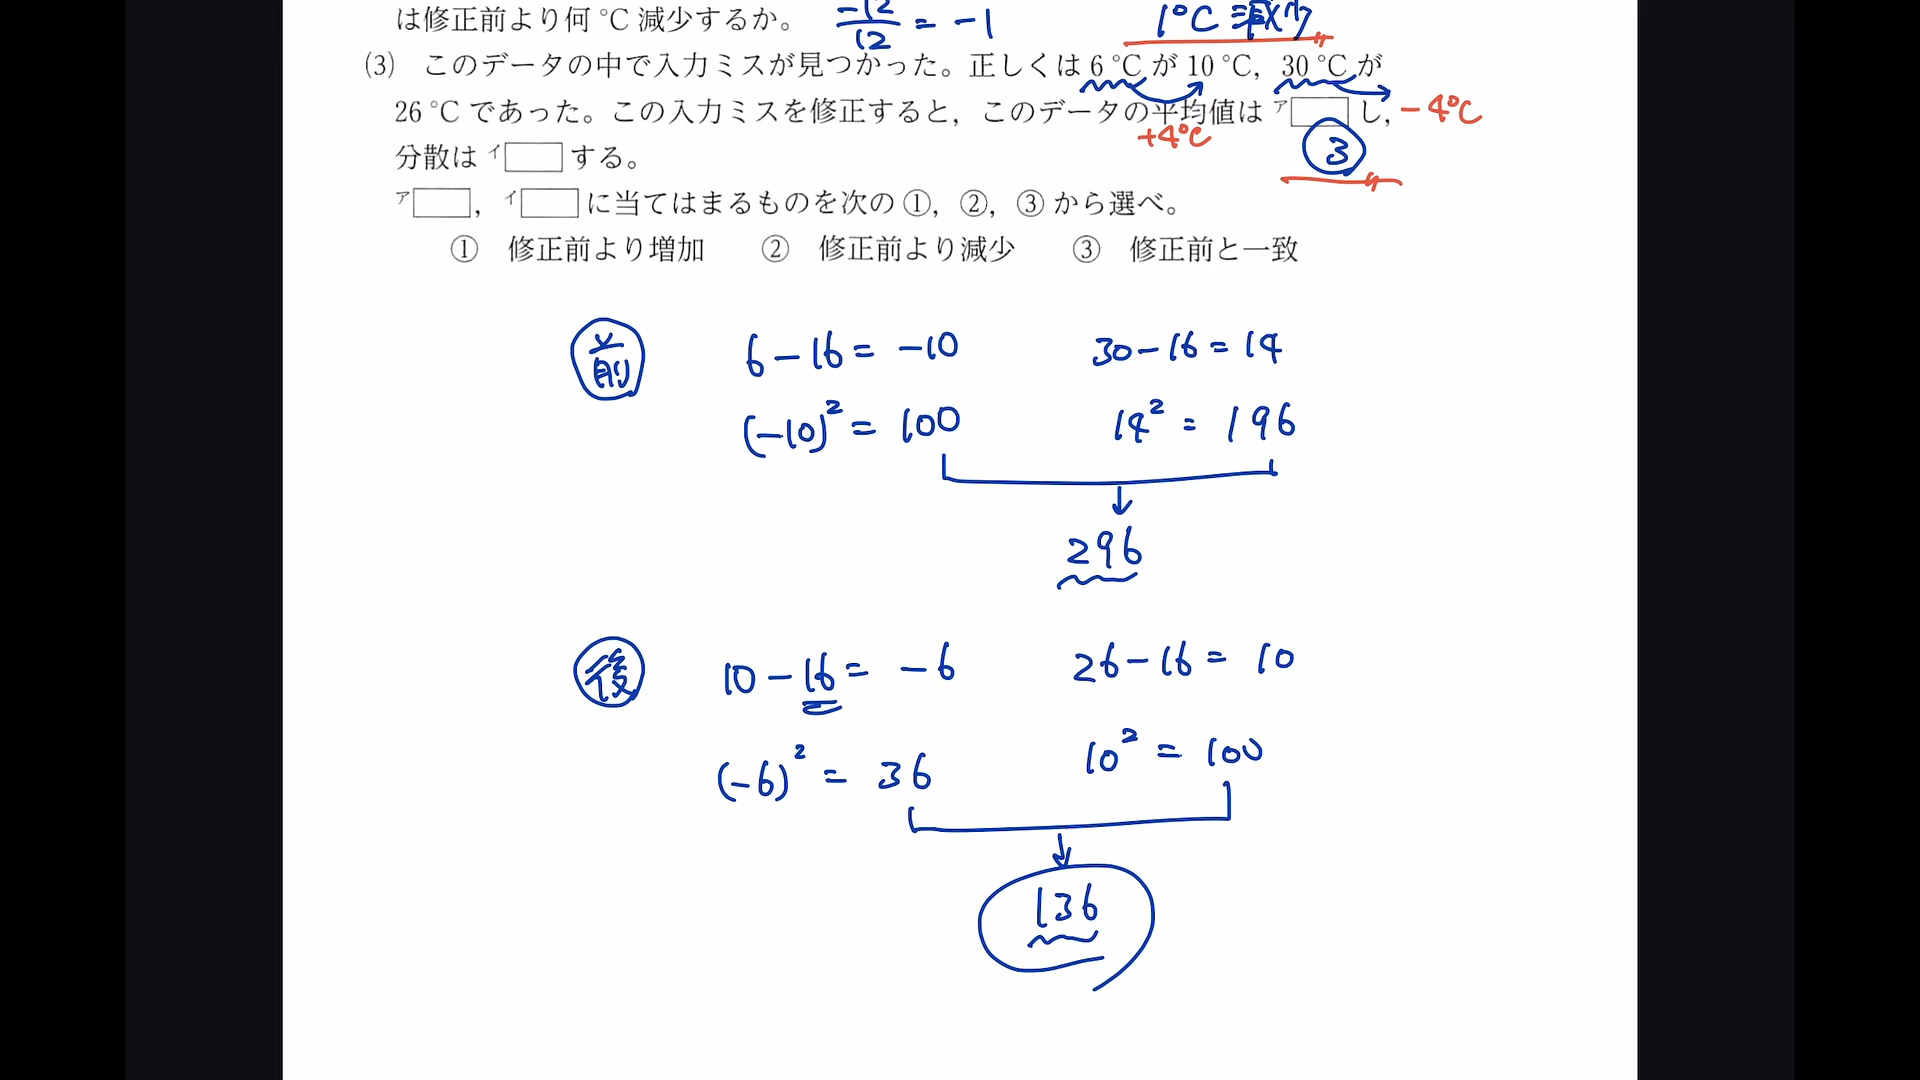 は修正前より何 ℃ 減少するか。 -12/12 = -1 1℃ 減少
(3) このデータの中で入力ミスが見つかった。正しくは 6 ℃ が 10 ℃, 30 ℃ が
26 ℃ であった。この入力ミスを修正すると,このデータの平均値は ア□ し, -4℃
+4℃ ③
分散は イ□ する。
ア□, イ□ に当てはまるものを次の ①, ②, ③ から選べ。
① 修正前より増加 ② 修正前より減少 ③ 修正前と一致
前 6-16=-10 30-16=14
(-10)²=100 14²=196
296
後 10-16=-6 26-16=10
(-6)²=36 10²=100
136